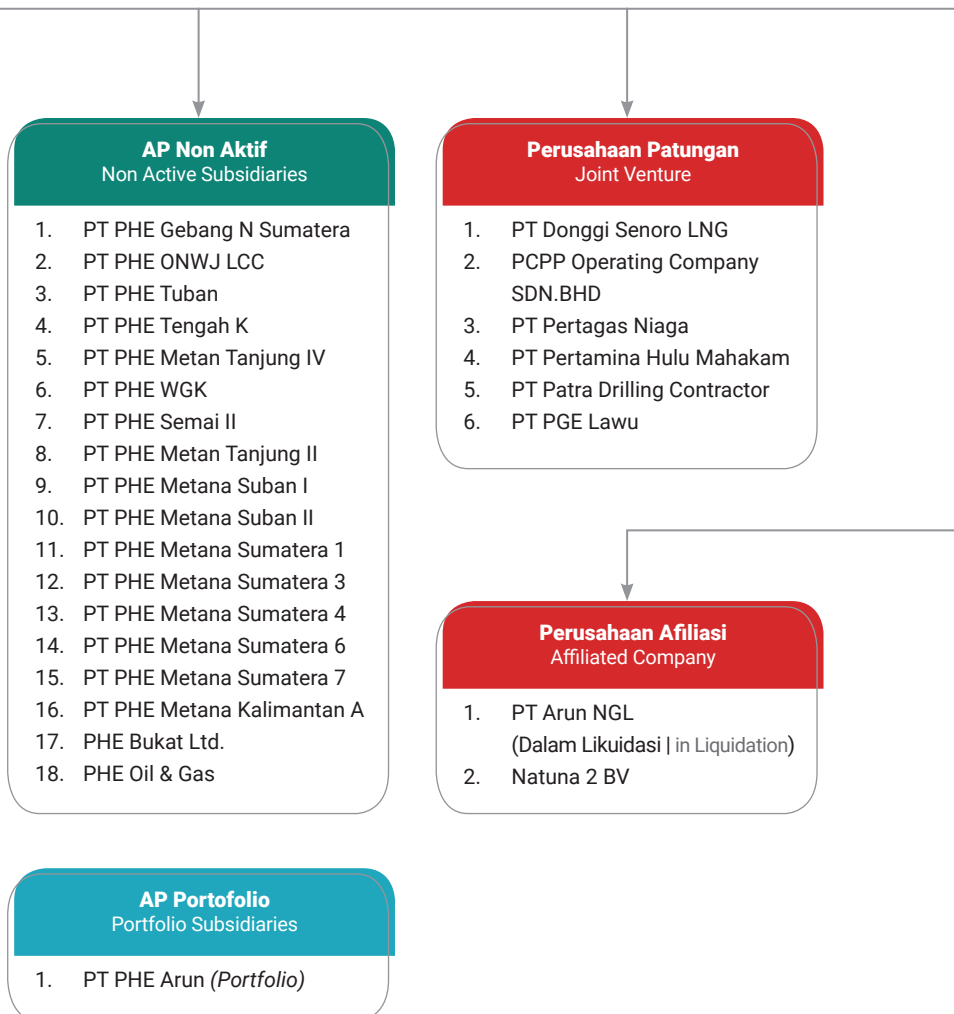 AP Non Aktif
Non Active Subsidiaries
1. PT PHE Gebang N Sumatera
2. PT PHE ONWJ LCC
3. PT PHE Tuban
4. PT PHE Tengah K
5. PT PHE Metan Tanjung IV
6. PT PHE WGK
7. PT PHE Semai II
8. PT PHE Metan Tanjung II
9. PT PHE Metana Suban I
10. PT PHE Metana Suban II
11. PT PHE Metana Sumatera 1
12. PT PHE Metana Sumatera 3
13. PT PHE Metana Sumatera 4
14. PT PHE Metana Sumatera 6
15. PT PHE Metana Sumatera 7
16. PT PHE Metana Kalimantan A
17. PHE Bukat Ltd.
18. PHE Oil & Gas
Perusahaan Patungan
Joint Venture
1. PT Donggi Senoro LNG
2. PCPP Operating Company
SDN.BHD
3. PT Pertagas Niaga
4. PT Pertamina Hulu Mahakam
5. PT Patra Drilling Contractor
6. PT PGE Lawu
Perusahaan Afiliasi
Affiliated Company
1. PT Arun NGL
(Dalam Likuidasi | in Liquidation)
2. Natuna 2 BV
AP Portofolio
Portfolio Subsidiaries
1. PT PHE Arun (Portfolio)